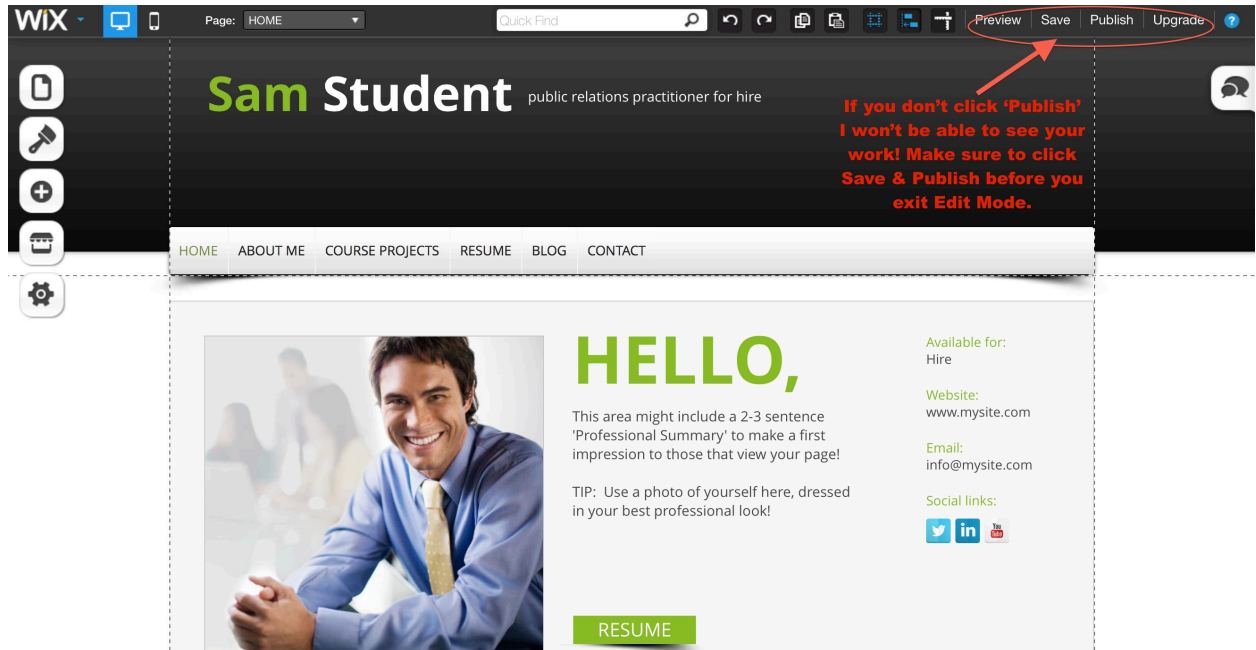 WiX
Page: HOME
Quick Find
Preview Save Publish Upgrade ?
Sam Student
public relations practitioner for hire
If you don't click 'Publish'
I won't be able to see your
work! Make sure to click
Save & Publish before you
exit Edit Mode.
HOME ABOUT ME COURSE PROJECTS RESUME BLOG CONTACT
HELLO,
This area might include a 2-3 sentence
'Professional Summary' to make a first
impression to those that view your page!
TIP: Use a photo of yourself here, dressed
in your best professional look!
RESUME
Available for:
Hire
Website:
www.mysite.com
Email:
info@mysite.com
Social links:
in You Tube